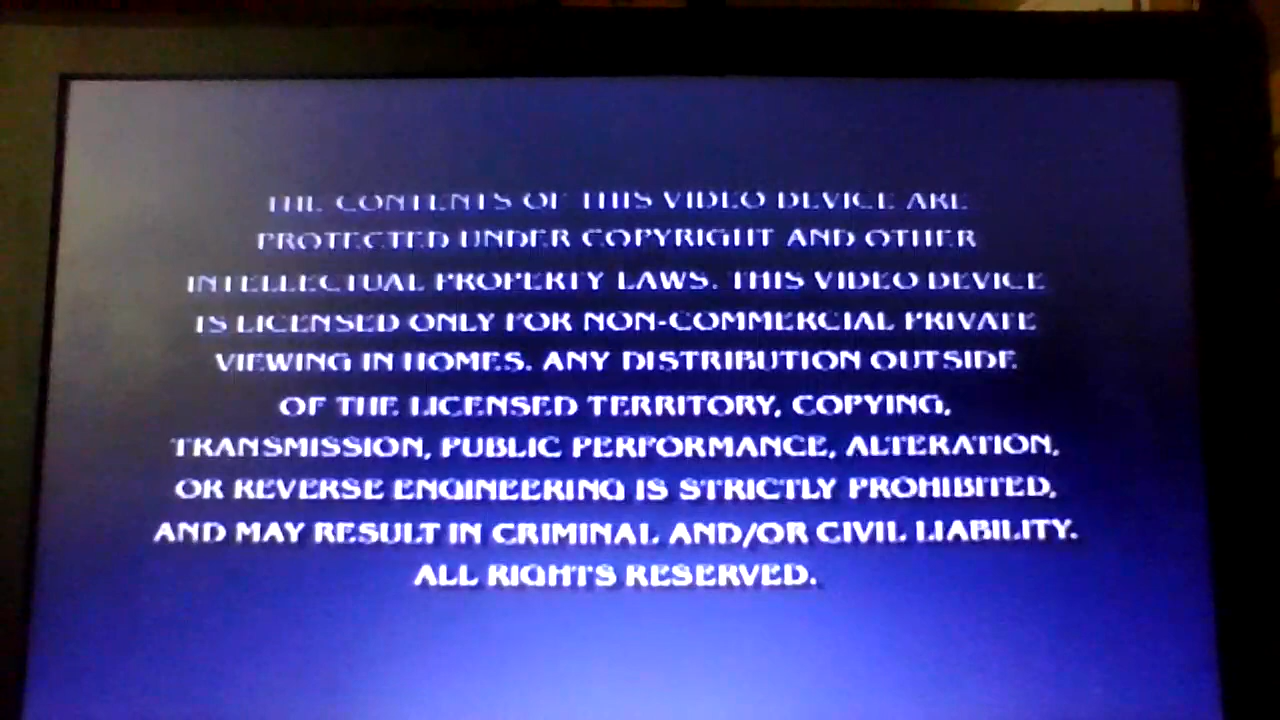 THE CONTENTS OF THIS VIDEO DEVICE ARE
PROTECTED UNDER COPYRIGHT AND OTHER
INTELLECTUAL PROPERTY LAWS. THIS VIDEO DEVICE
IS LICENSED ONLY FOR NON-COMMERCIAL PRIVATE
VIEWING IN HOMES. ANY DISTRIBUTION OUTSIDE
OF THE LICENSED TERRITORY, COPYING,
TRANSMISSION, PUBLIC PERFORMANCE, ALTERATION,
OR REVERSE ENGINEERING IS STRICTLY PROHIBITED,
AND MAY RESULT IN CRIMINAL AND/OR CIVIL LIABILITY.
ALL RIGHTS RESERVED.